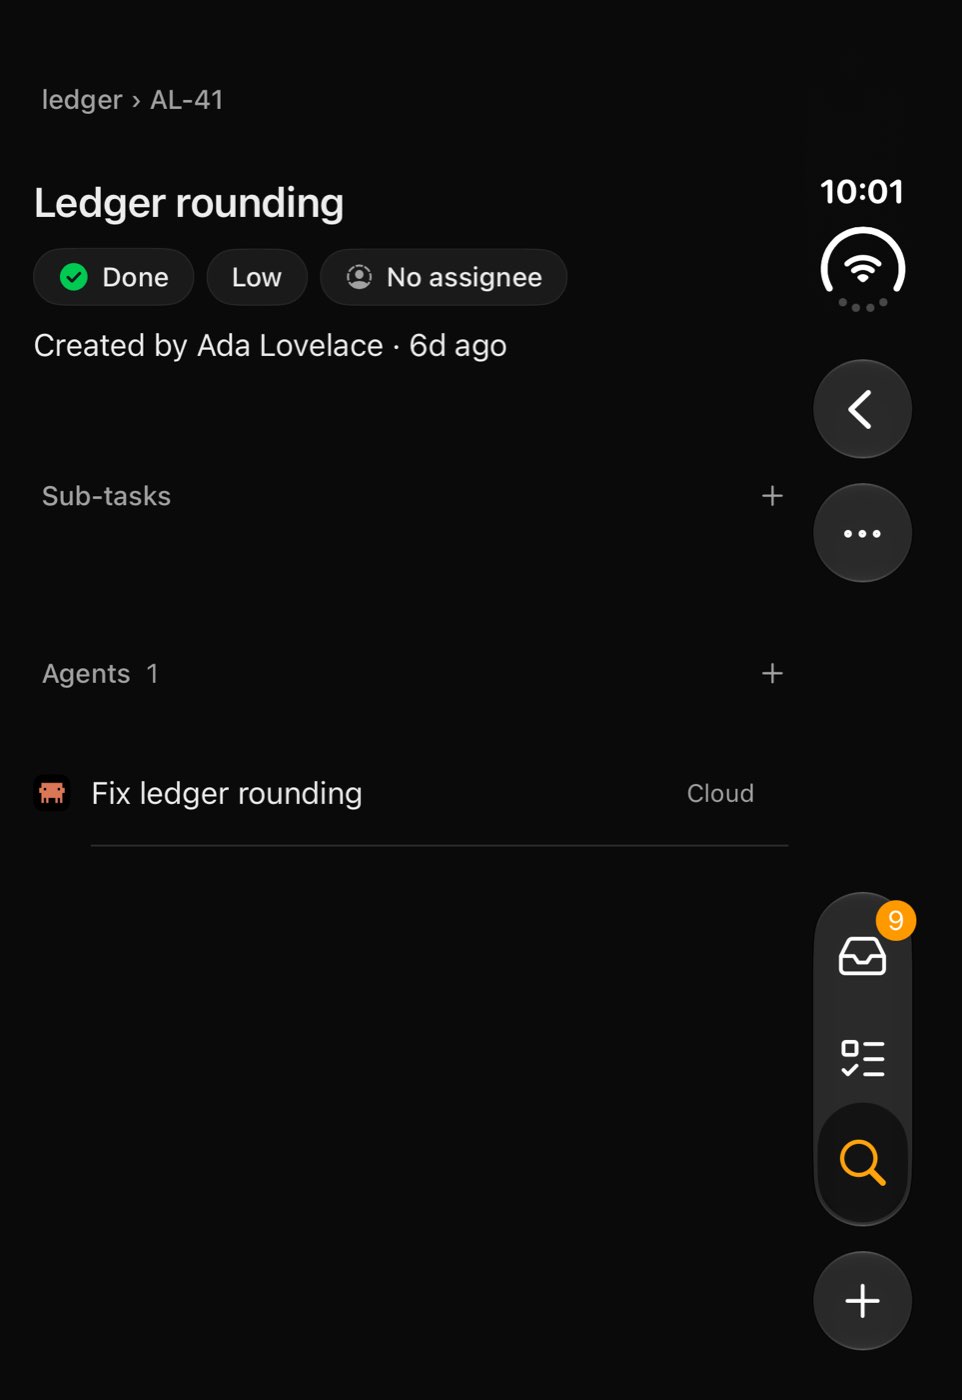 ledger › AL-41
10:01
Ledger rounding
Done
Low
No assignee
Created by Ada Lovelace · 6d ago
Sub-tasks
Agents 1
Fix ledger rounding
Cloud
9